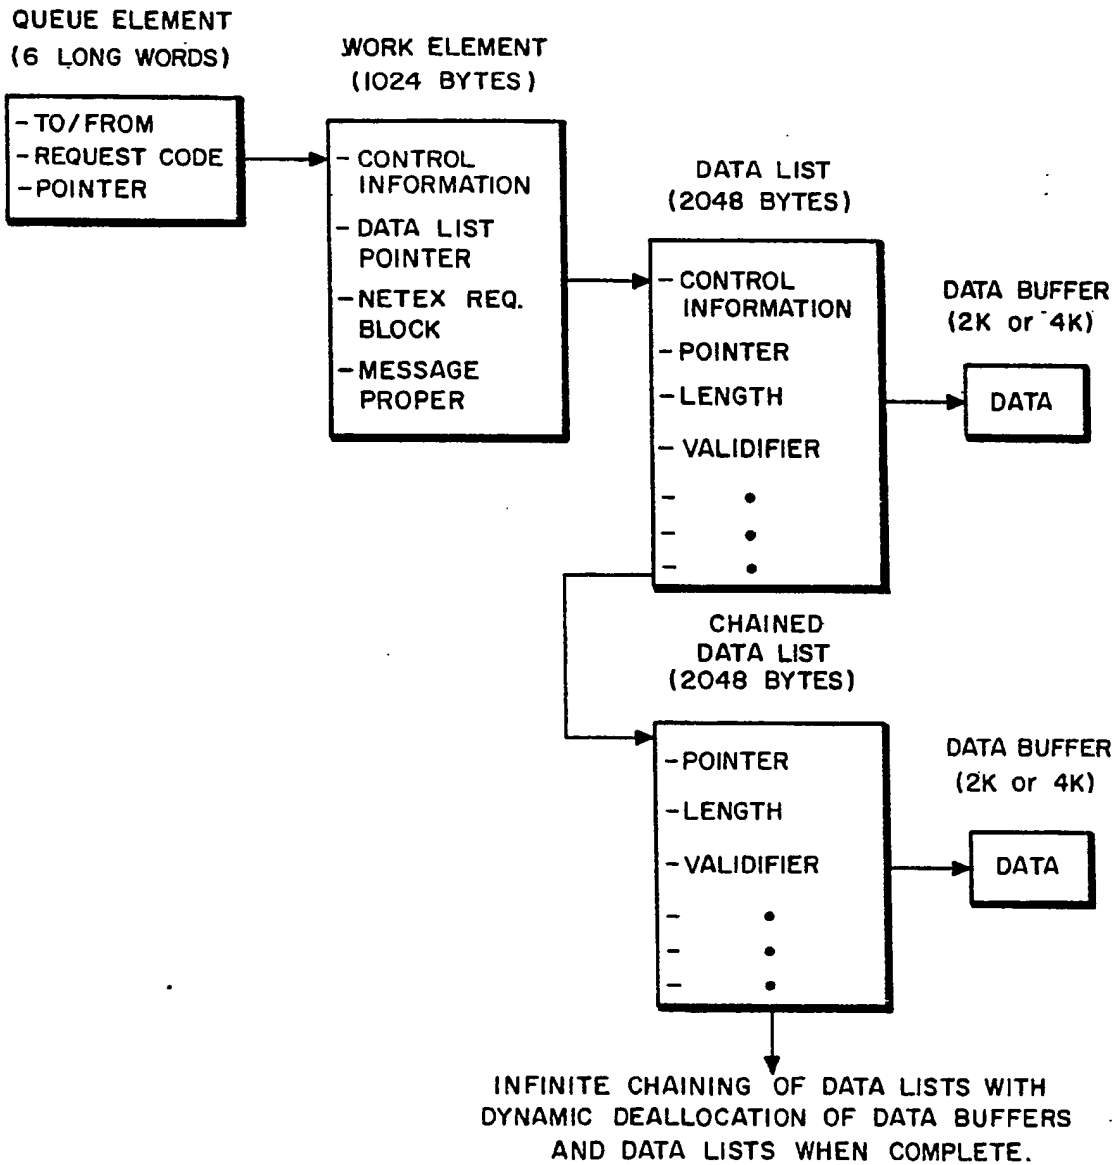 QUEUE ELEMENT
(6 LONG WORDS)
- TO/FROM
- REQUEST CODE
- POINTER
WORK ELEMENT
(1024 BYTES)
- CONTROL
INFORMATION
- DATA LIST
POINTER
- NETEX REQ.
BLOCK
- MESSAGE
PROPER
DATA LIST
(2048 BYTES)
- CONTROL
INFORMATION
- POINTER
- LENGTH
- VALIDIFIER
- •
- •
- •
DATA BUFFER
(2K or 4K)
DATA
CHAINED
DATA LIST
(2048 BYTES)
- POINTER
- LENGTH
- VALIDIFIER
- •
- •
- •
DATA BUFFER
(2K or 4K)
DATA
INFINITE CHAINING OF DATA LISTS WITH
DYNAMIC DEALLOCATION OF DATA BUFFERS
AND DATA LISTS WHEN COMPLETE.